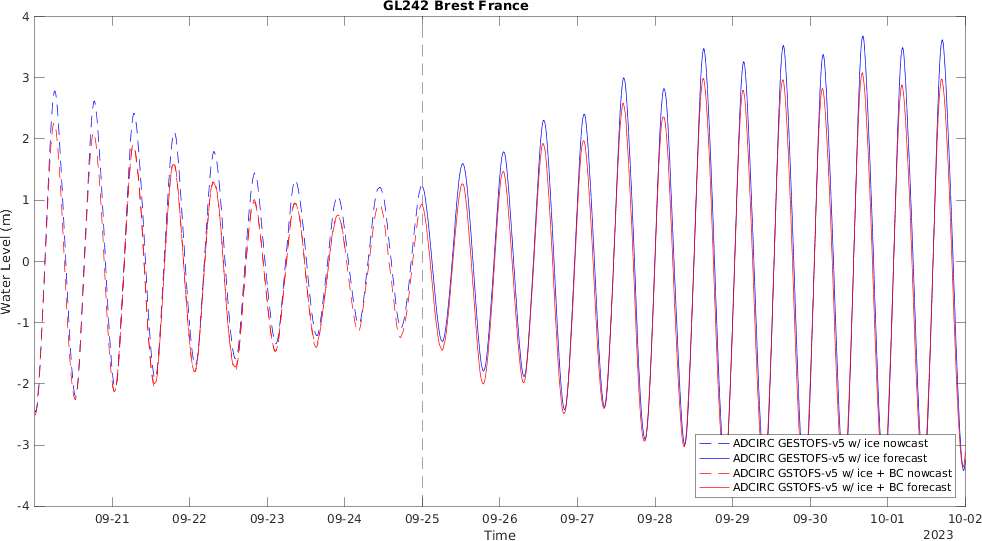 GL242 Brest France
4
3
2
1
0
-1
-2
-3
-4
Water Level (m)
ADCIRC GESTOFS-v5 w/ ice nowcast
ADCIRC GESTOFS-v5 w/ ice forecast
ADCIRC GSTOFS-v5 w/ ice + BC nowcast
ADCIRC GSTOFS-v5 w/ ice + BC forecast
09-21 09-22 09-23 09-24 09-25 09-26 09-27 09-28 09-29 09-30 10-01 10-02
Time
2023